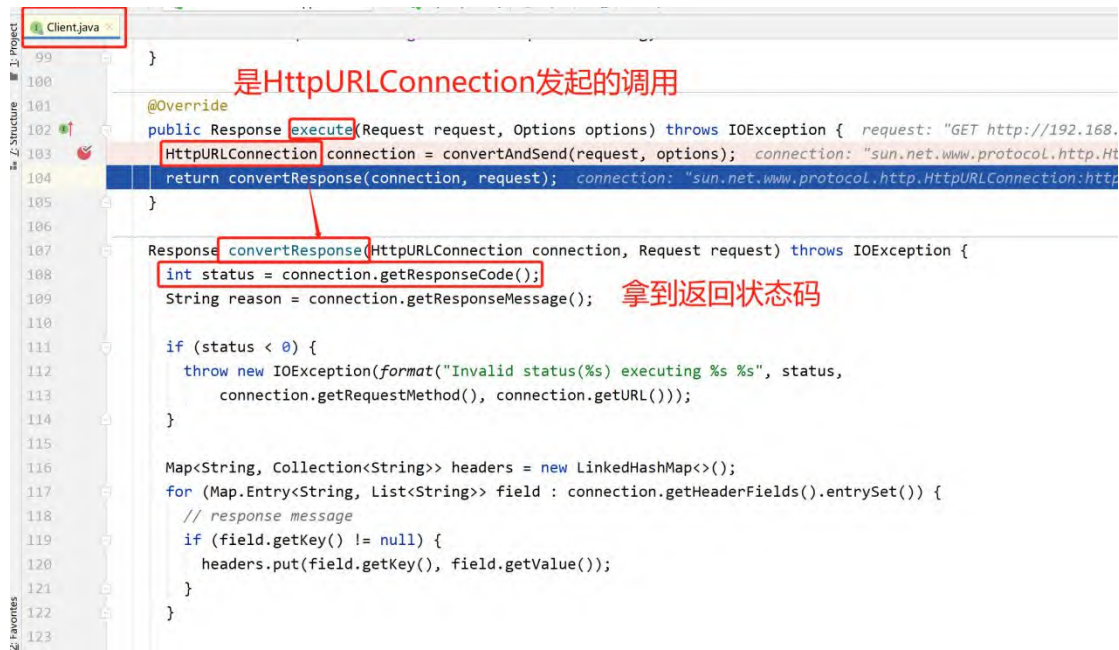 Client.java
1: Project
99 }
100
是HttpURLConnection发起的调用
101 @Override
7: Structure
102 public Response execute(Request request, Options options) throws IOException { request: "GET http://192.168.
103 HttpURLConnection connection = convertAndSend(request, options); connection: "sun.net.www.protocol.http.Ht
104 return convertResponse(connection, request); connection: "sun.net.www.protocol.http.HttpURLConnection:http
105 }
106
107 Response convertResponse(HttpURLConnection connection, Request request) throws IOException {
108 int status = connection.getResponseCode();
109 String reason = connection.getResponseMessage();
拿到返回状态码
110
111 if (status < 0) {
112 throw new IOException(format("Invalid status(%s) executing %s %s", status,
113 connection.getRequestMethod(), connection.getURL()));
114 }
115
116 Map<String, Collection<String>> headers = new LinkedHashMap<>();
117 for (Map.Entry<String, List<String>> field : connection.getHeaderFields().entrySet()) {
118 // response message
119 if (field.getKey() != null) {
120 headers.put(field.getKey(), field.getValue());
121 }
122 }
2: Favorites
123